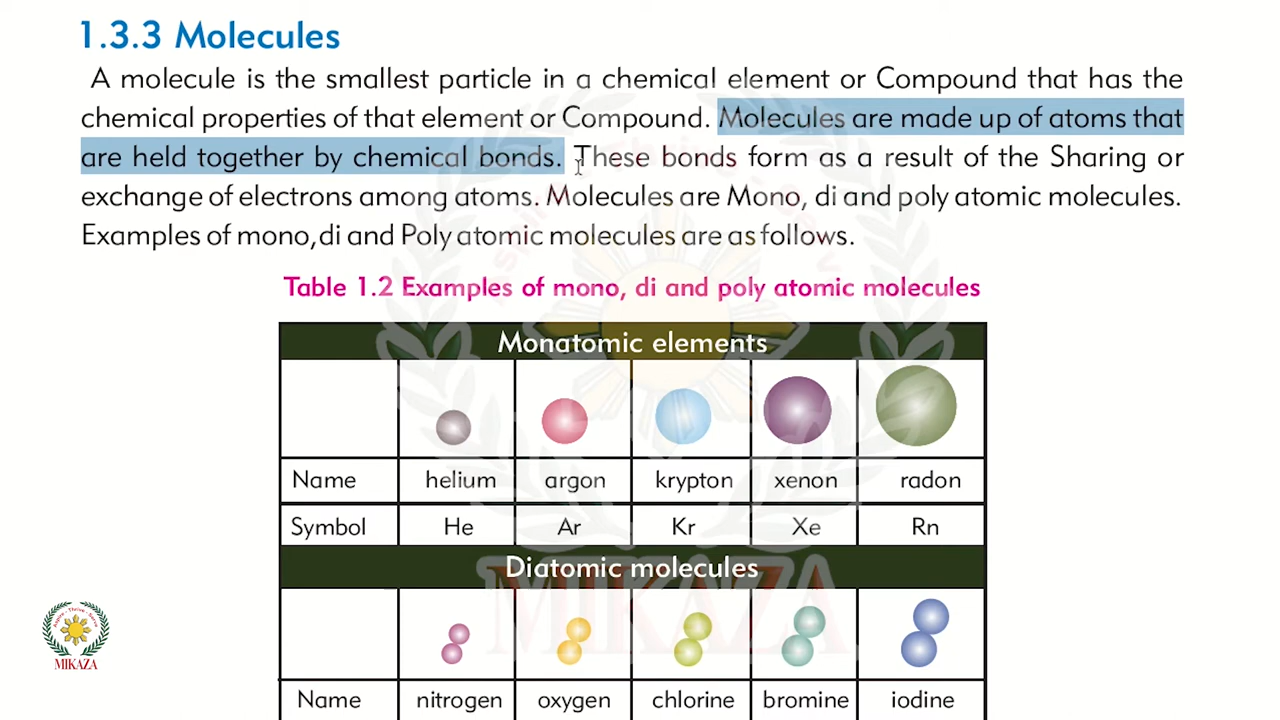 1.3.3 Molecules
A molecule is the smallest particle in a chemical element or Compound that has the
chemical properties of that element or Compound. Molecules are made up of atoms that
are held together by chemical bonds. These bonds form as a result of the Sharing or
exchange of electrons among atoms. Molecules are Mono, di and poly atomic molecules.
Examples of mono,di and Poly atomic molecules are as follows.
Table 1.2 Examples of mono, di and poly atomic molecules
Monatomic elements
Name helium argon krypton xenon radon
Symbol He Ar Kr Xe Rn
Diatomic molecules
Name nitrogen oxygen chlorine bromine iodine
Aspire - Thrive - Serve
MIKAZA
MIKAZA